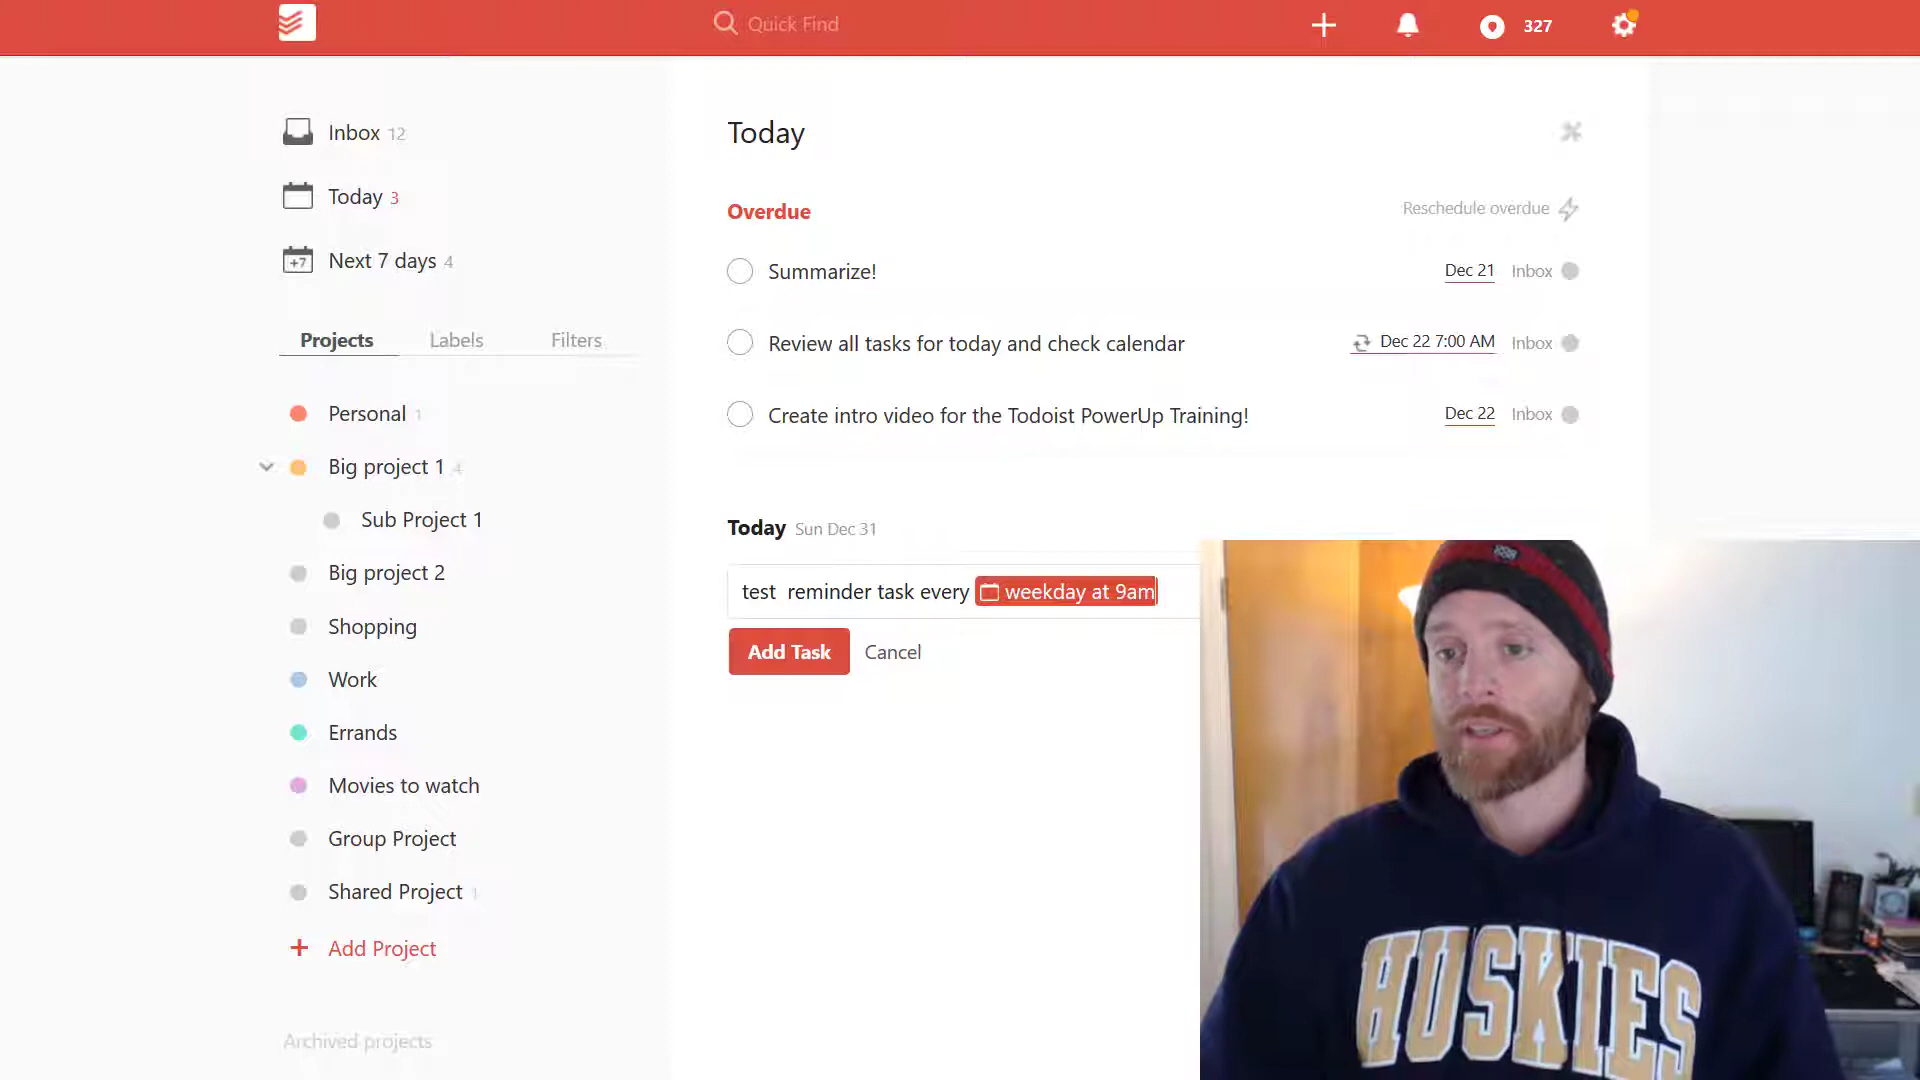 Quick Find
327
Inbox 12
Today 3
+7 Next 7 days 4
Projects Labels Filters
Personal 1
Big project 1 4
Sub Project 1
Big project 2
Shopping
Work
Errands
Movies to watch
Group Project
Shared Project 1
+ Add Project
Archived projects
Today
Overdue Reschedule overdue
Summarize! Dec 21 Inbox
Review all tasks for today and check calendar Dec 22 7:00 AM Inbox
Create intro video for the Todoist PowerUp Training! Dec 22 Inbox
Today Sun Dec 31
test  reminder task every weekday at 9am
Add Task Cancel
HUSKIES